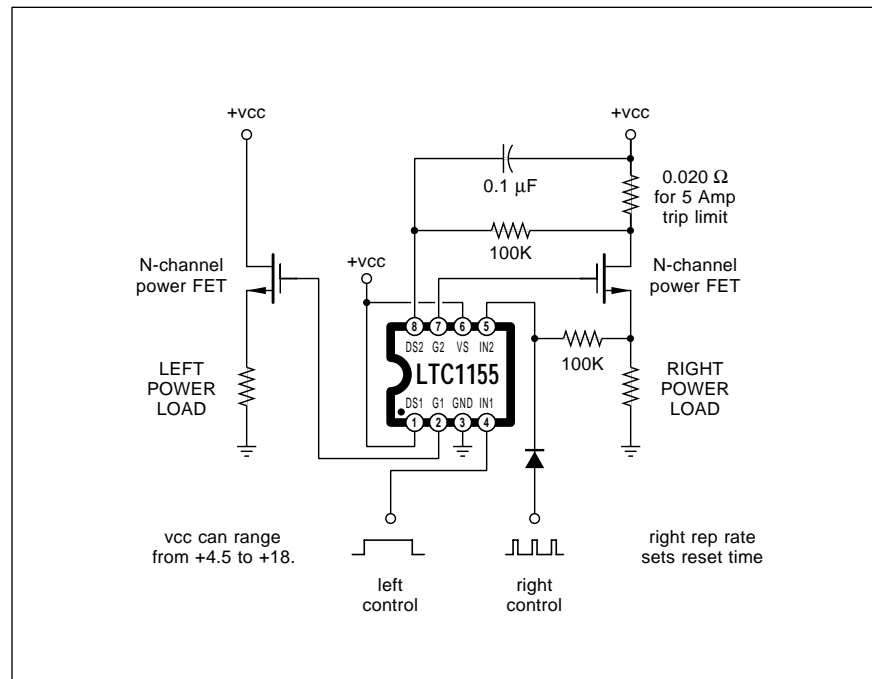 +vcc
+vcc
0.1 µF
0.020 Ω
for 5 Amp
trip limit
100K
+vcc
N-channel
power FET
N-channel
power FET
8 7 6 5
DS2 G2 VS IN2
LTC1155
DS1 G1 GND IN1
1 2 3 4
100K
LEFT
POWER
LOAD
RIGHT
POWER
LOAD
vcc can range
from +4.5 to +18.
left
control
right
control
right rep rate
sets reset time